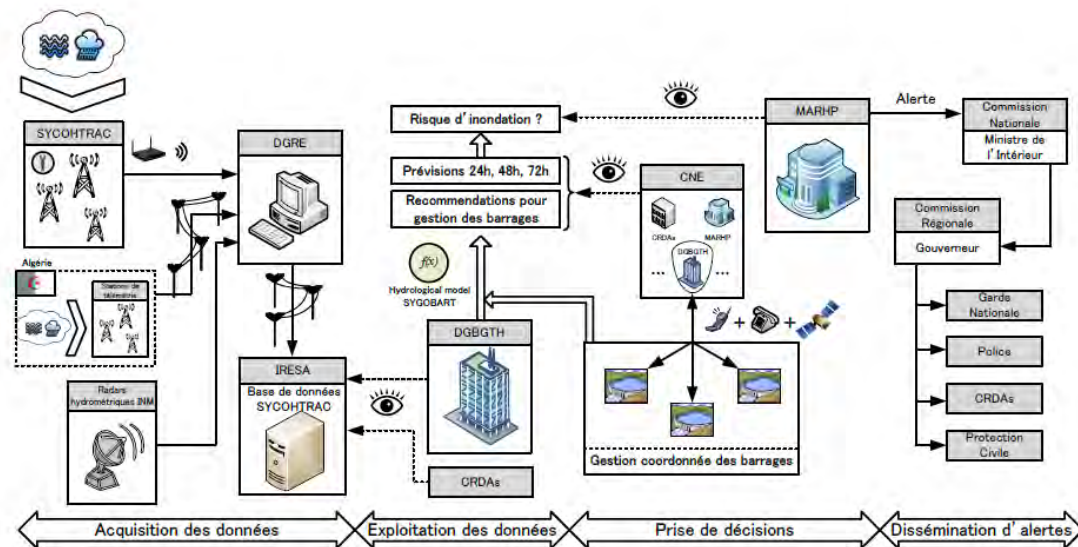 SYCOHTRAC
DGRE
Algérie
Stations de
télémétrie
Radars
hydrométriques INM
IRESA
Base de données
SYCOHTRAC
Risque d'inondation ?
Prévisions 24h, 48h, 72h
Recommendations pour
gestion des barrages
f(x)
Hydrological model
SYGOBART
DGBGTH
CRDAs
MARHP
CNE
CRDAs
MARHP
DGBGTH
... ...
+ +
Gestion coordonnée des barrages
Alerte
Commission
Nationale
Ministre de
l'Intérieur
Commission
Régionale
Gouverneur
Garde
Nationale
Police
CRDAs
Protection
Civile
Acquisition des données
Exploitation des données
Prise de décisions
Dissémination d'alertes